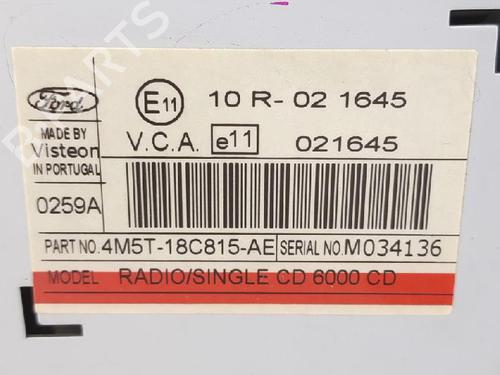 Ford
E11
10 R- 02 1645
MADE BY
Visteon
IN PORTUGAL
V.C.A. e11 021645
0259A
PART NO. 4M5T-18C815-AE SERIAL NO. M034136
MODEL RADIO/SINGLE CD 6000 CD